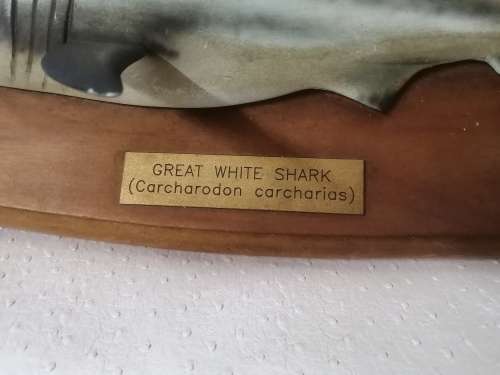 GREAT WHITE SHARK
(Carcharodon carcharias)